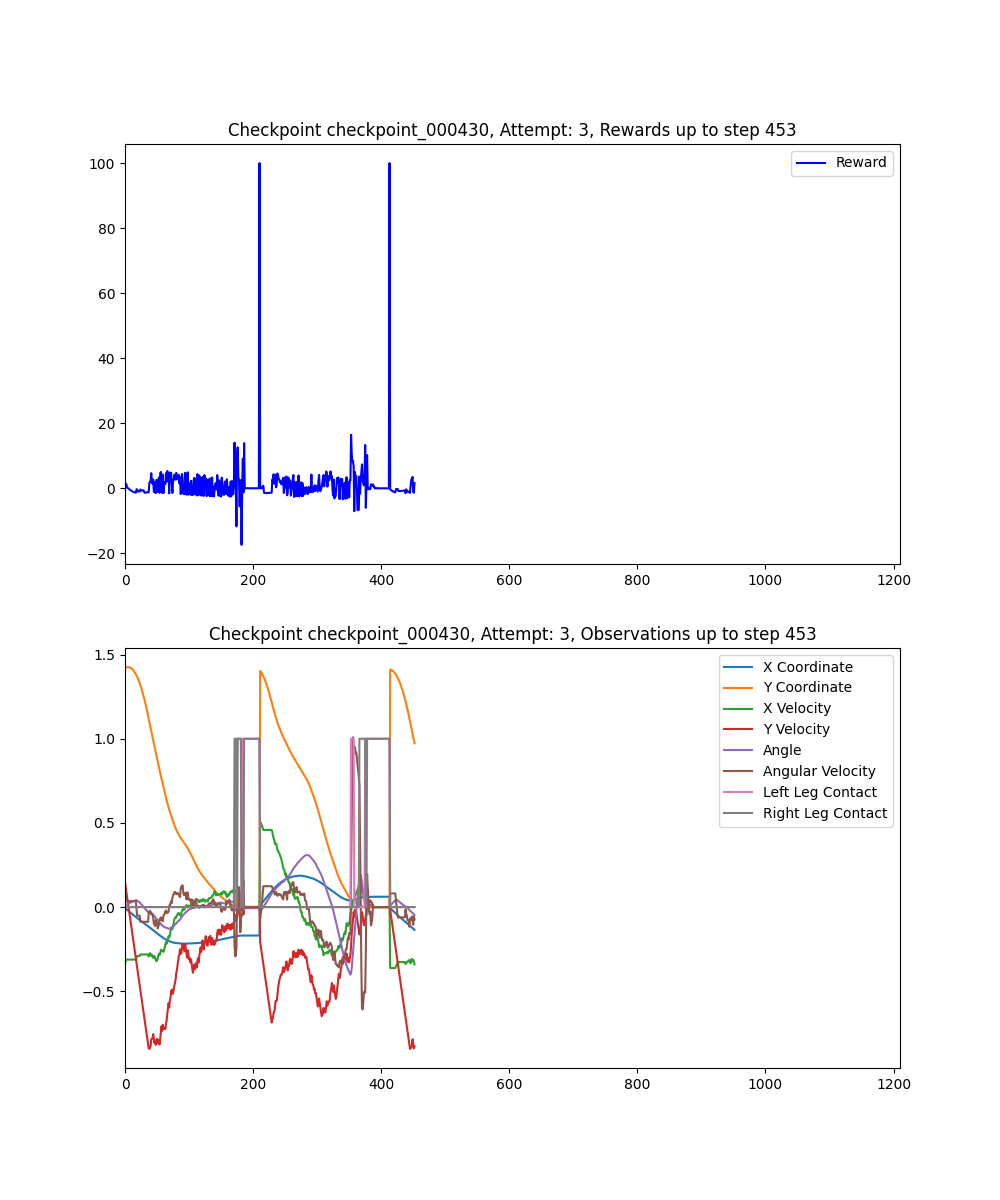 Checkpoint checkpoint_000430, Attempt: 3, Rewards up to step 453
100
80
60
40
20
0
−20
Reward
0 200 400 600 800 1000 1200
Checkpoint checkpoint_000430, Attempt: 3, Observations up to step 453
1.5
1.0
0.5
0.0
−0.5
X Coordinate
Y Coordinate
X Velocity
Y Velocity
Angle
Angular Velocity
Left Leg Contact
Right Leg Contact
0 200 400 600 800 1000 1200